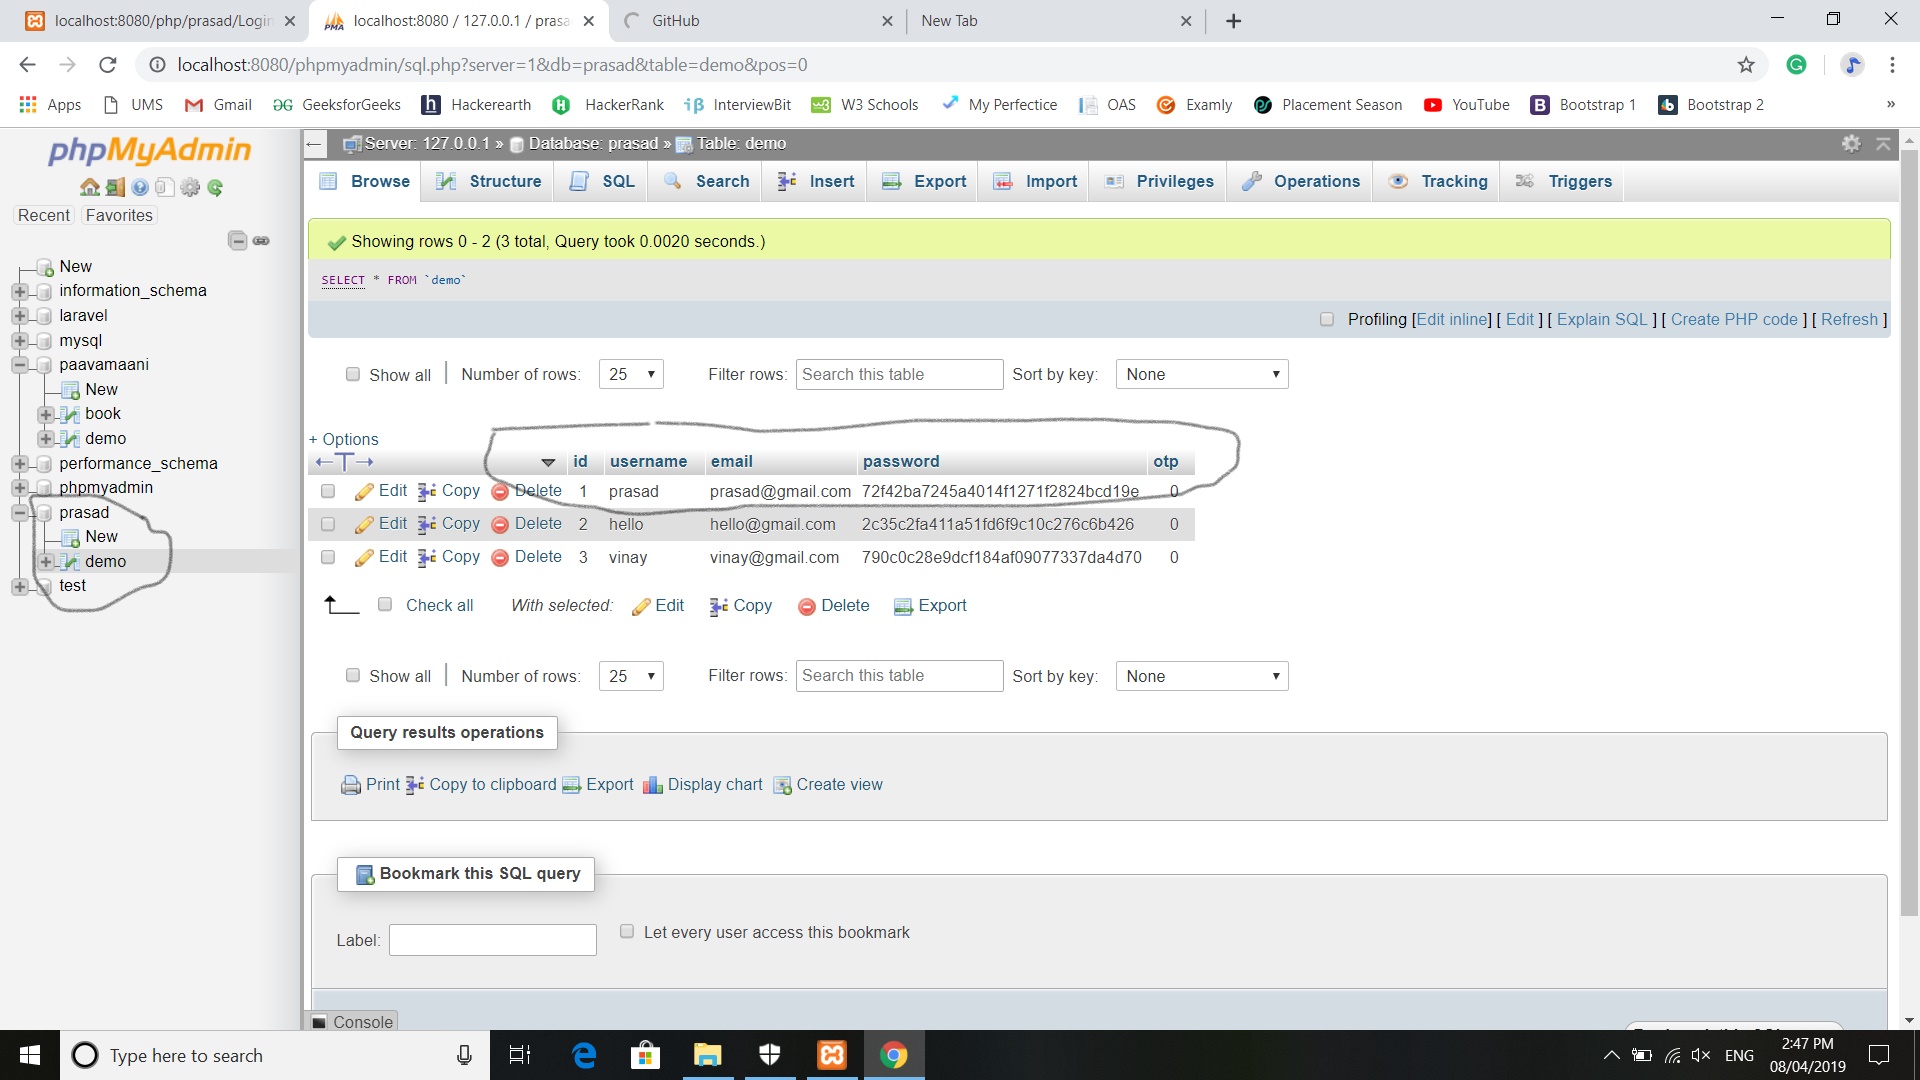 localhost:8080/php/prasad/Login
localhost:8080 / 127.0.0.1 / prasa
GitHub
New Tab
localhost:8080/phpmyadmin/sql.php?server=1&db=prasad&table=demo&pos=0
Apps UMS Gmail GeeksforGeeks Hackerearth HackerRank InterviewBit W3 Schools My Perfectice OAS Examly Placement Season YouTube Bootstrap 1 Bootstrap 2 »
phpMyAdmin
Recent Favorites
New
information_schema
laravel
mysql
paavamaani
New
book
demo
performance_schema
phpmyadmin
prasad
New
demo
test
Server: 127.0.0.1 » Database: prasad » Table: demo
Browse Structure SQL Search Insert Export Import Privileges Operations Tracking Triggers
Showing rows 0 - 2 (3 total, Query took 0.0020 seconds.)
SELECT * FROM `demo`
Profiling [Edit inline] [ Edit ] [ Explain SQL ] [ Create PHP code ] [ Refresh ]
Show all Number of rows: 25 Filter rows: Search this table Sort by key: None
+ Options
id username email password otp
Edit Copy Delete 1 prasad prasad@gmail.com 72f42ba7245a4014f1271f2824bcd19e 0
Edit Copy Delete 2 hello hello@gmail.com 2c35c2fa411a51fd6f9c10c276c6b426 0
Edit Copy Delete 3 vinay vinay@gmail.com 790c0c28e9dcf184af09077337da4d70 0
Check all With selected: Edit Copy Delete Export
Show all Number of rows: 25 Filter rows: Search this table Sort by key: None
Query results operations
Print Copy to clipboard Export Display chart Create view
Bookmark this SQL query
Label: Let every user access this bookmark
Console
Type here to search
ENG
2:47 PM
08/04/2019